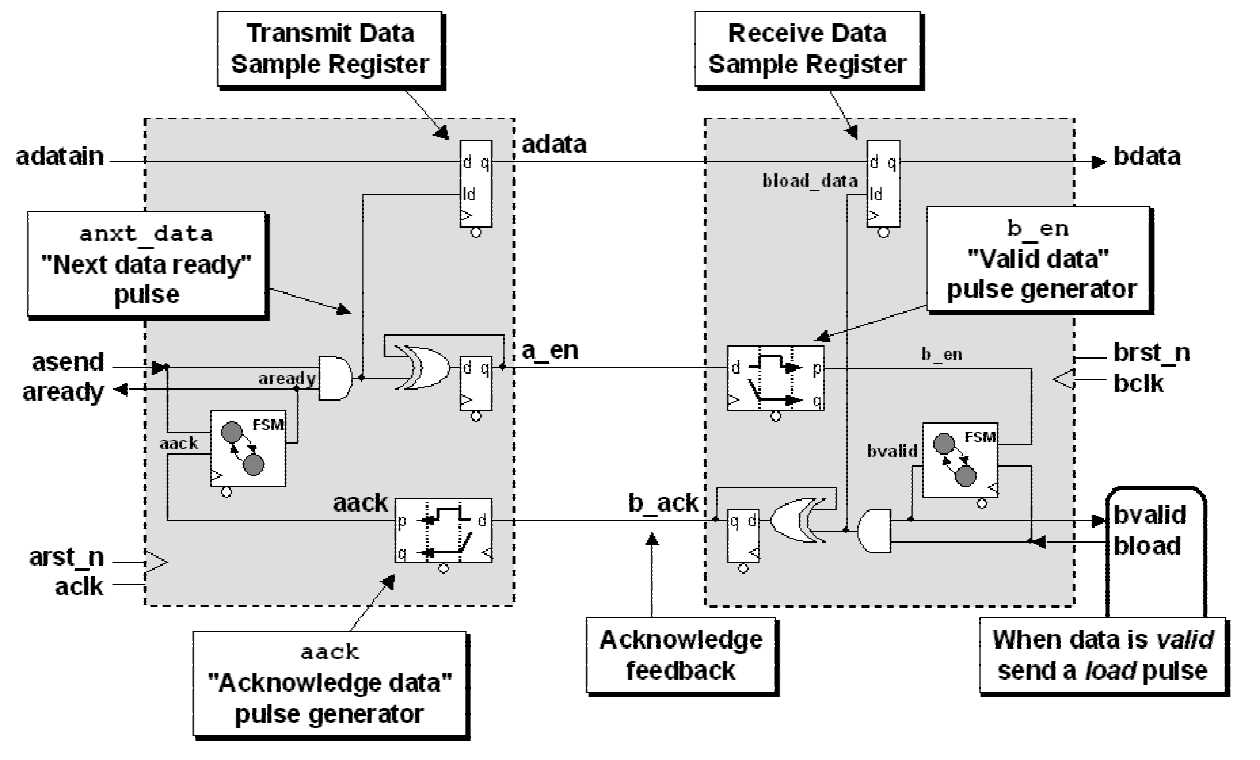 Transmit Data
Sample Register
Receive Data
Sample Register
adatain
d q
ld
adata
bload_data
d q
ld
bdata
anxt_data
"Next data ready"
pulse
b_en
"Valid data"
pulse generator
asend
aready
aready
d q
a_en
d
p
q
b_en
brst_n
bclk
aack
FSM
bvalid
FSM
aack
p
d
q
b_ack
q d
bvalid
bload
arst_n
aclk
aack
"Acknowledge data"
pulse generator
Acknowledge
feedback
When data is valid
send a load pulse